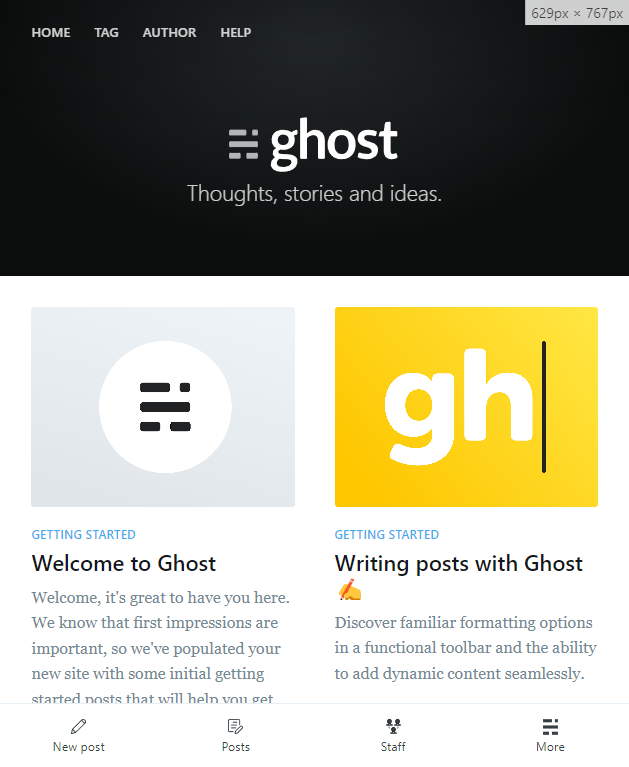 629px × 767px
HOME TAG AUTHOR HELP
ghost
Thoughts, stories and ideas.
gh
GETTING STARTED
Welcome to Ghost
Welcome, it's great to have you here.
We know that first impressions are
important, so we've populated your
new site with some initial getting
started posts that will help you get
GETTING STARTED
Writing posts with Ghost
✍️
Discover familiar formatting options
in a functional toolbar and the ability
to add dynamic content seamlessly.
New post Posts Staff More